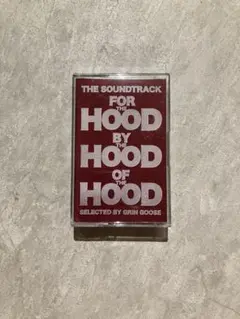 THE SOUNDTRACK
FOR
THE
HOOD
BY
THE
HOOD
OF
THE
HOOD
SELECTED BY GRIN GOOSE